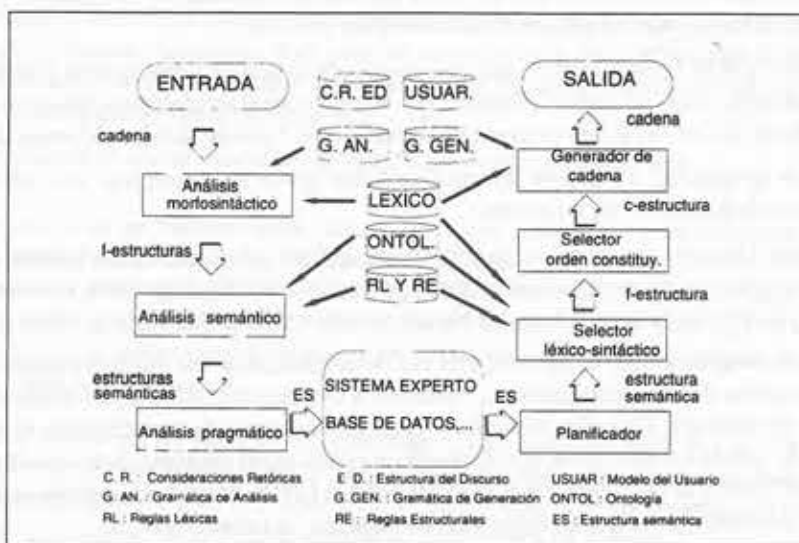 ENTRADA
C.R. ED
USUAR.
SALIDA
cadena
cadena
G. AN.
G. GEN.
Análisis
morfosintáctico
Generador de
cadena
LEXICO
c-estructura
f-estructuras
ONTOL.
Selector
orden constituy.
RL Y RE
f-estructura
Análisis semántico
Selector
léxico-sintáctico
estructuras
semánticas
ES
SISTEMA EXPERTO
BASE DE DATOS,...
ES
estructura
semántica
Análisis pragmático
Planificador
C. R. : Consideraciones Retóricas
E. D. : Estructura del Discurso
USUAR : Modelo del Usuario
G. AN. : Gramática de Análisis
G. GEN. : Gramática de Generación
ONTOL : Ontología
RL : Reglas Léxicas
RE : Reglas Estructurales
ES : Estructura semántica